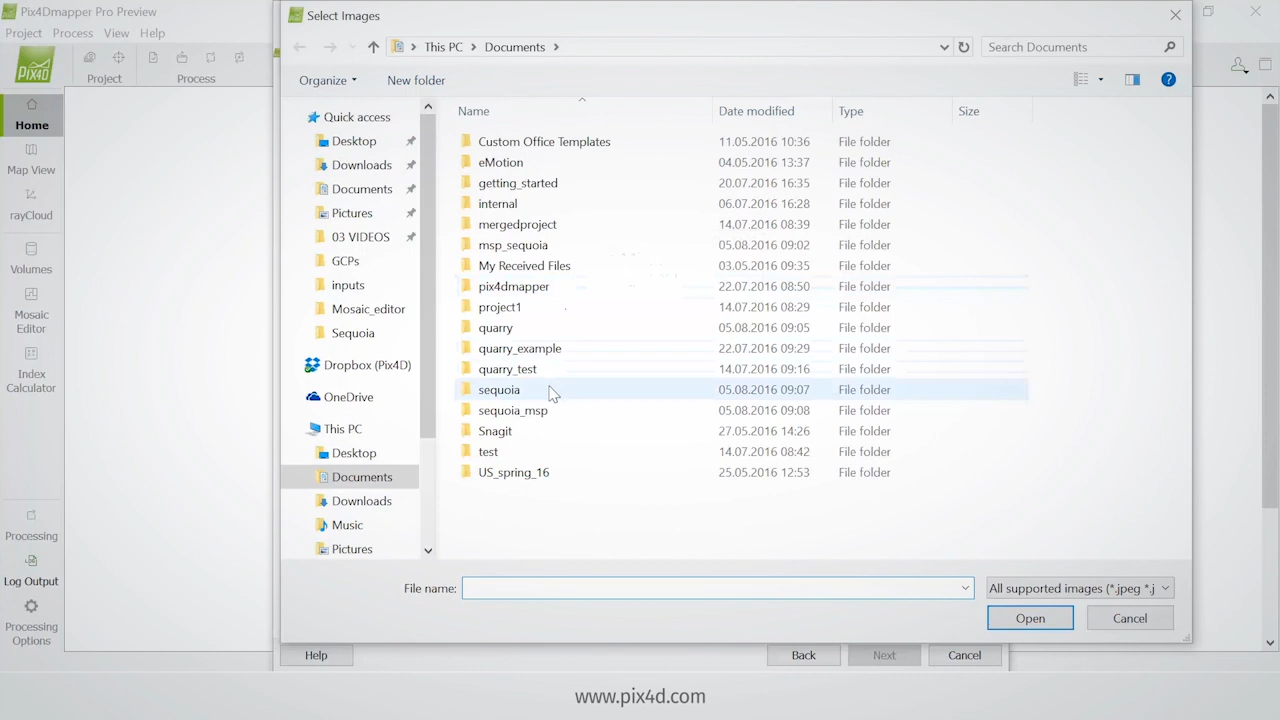 Pix4Dmapper Pro Preview
Project Process View Help
PIX4D
Project
Process
Home
Map View
rayCloud
Volumes
Mosaic
Editor
Index
Calculator
Processing
Log Output
Processing
Options
Select Images
This PC > Documents >
Search Documents
Organize
New folder
Quick access
Desktop
Downloads
Documents
Pictures
03 VIDEOS
GCPs
inputs
Mosaic_editor
Sequoia
Dropbox (Pix4D)
OneDrive
This PC
Desktop
Documents
Downloads
Music
Pictures
Name Date modified Type Size
Custom Office Templates 11.05.2016 10:36 File folder
eMotion 04.05.2016 13:37 File folder
getting_started 20.07.2016 16:35 File folder
internal 06.07.2016 16:28 File folder
mergedproject 14.07.2016 08:39 File folder
msp_sequoia 05.08.2016 09:02 File folder
My Received Files 03.05.2016 09:35 File folder
pix4dmapper 22.07.2016 08:50 File folder
project1 14.07.2016 08:29 File folder
quarry 05.08.2016 09:05 File folder
quarry_example 22.07.2016 09:29 File folder
quarry_test 14.07.2016 09:16 File folder
sequoia 05.08.2016 09:07 File folder
sequoia_msp 05.08.2016 09:08 File folder
Snagit 27.05.2016 14:26 File folder
test 14.07.2016 08:42 File folder
US_spring_16 25.05.2016 12:53 File folder
File name:
All supported images (*.jpeg *.j
Open
Cancel
Help
Back
Next
Cancel
www.pix4d.com